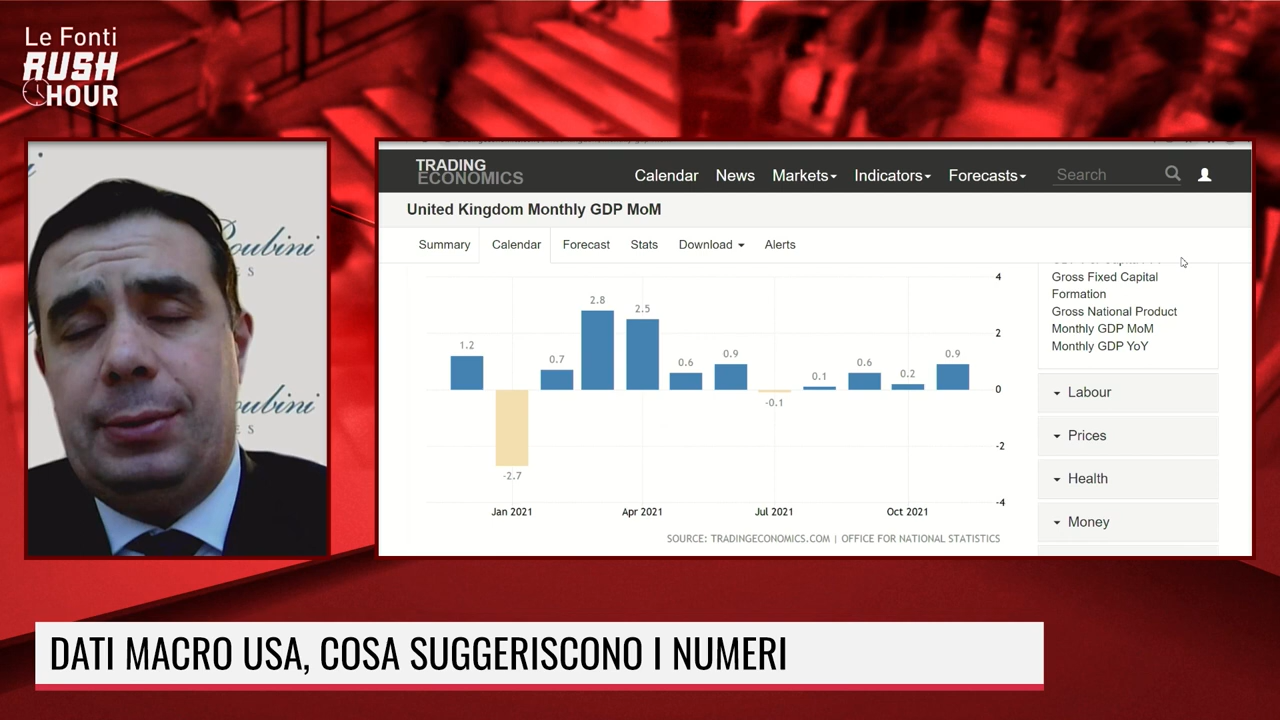 Le Fonti
RUSH
HOUR
oubini
E S
oubini
E S
TRADING
ECONOMICS
Calendar News Markets Indicators Forecasts Search
United Kingdom Monthly GDP MoM
Summary Calendar Forecast Stats Download Alerts
Gross Fixed Capital
Formation
Gross National Product
Monthly GDP MoM
Monthly GDP YoY
Labour
Prices
Health
Money
4
2
0
-2
-4
1.2
-2.7
0.7
2.8
2.5
0.6
0.9
-0.1
0.1
0.6
0.2
0.9
Jan 2021 Apr 2021 Jul 2021 Oct 2021
SOURCE: TRADINGECONOMICS.COM | OFFICE FOR NATIONAL STATISTICS
DATI MACRO USA, COSA SUGGERISCONO I NUMERI